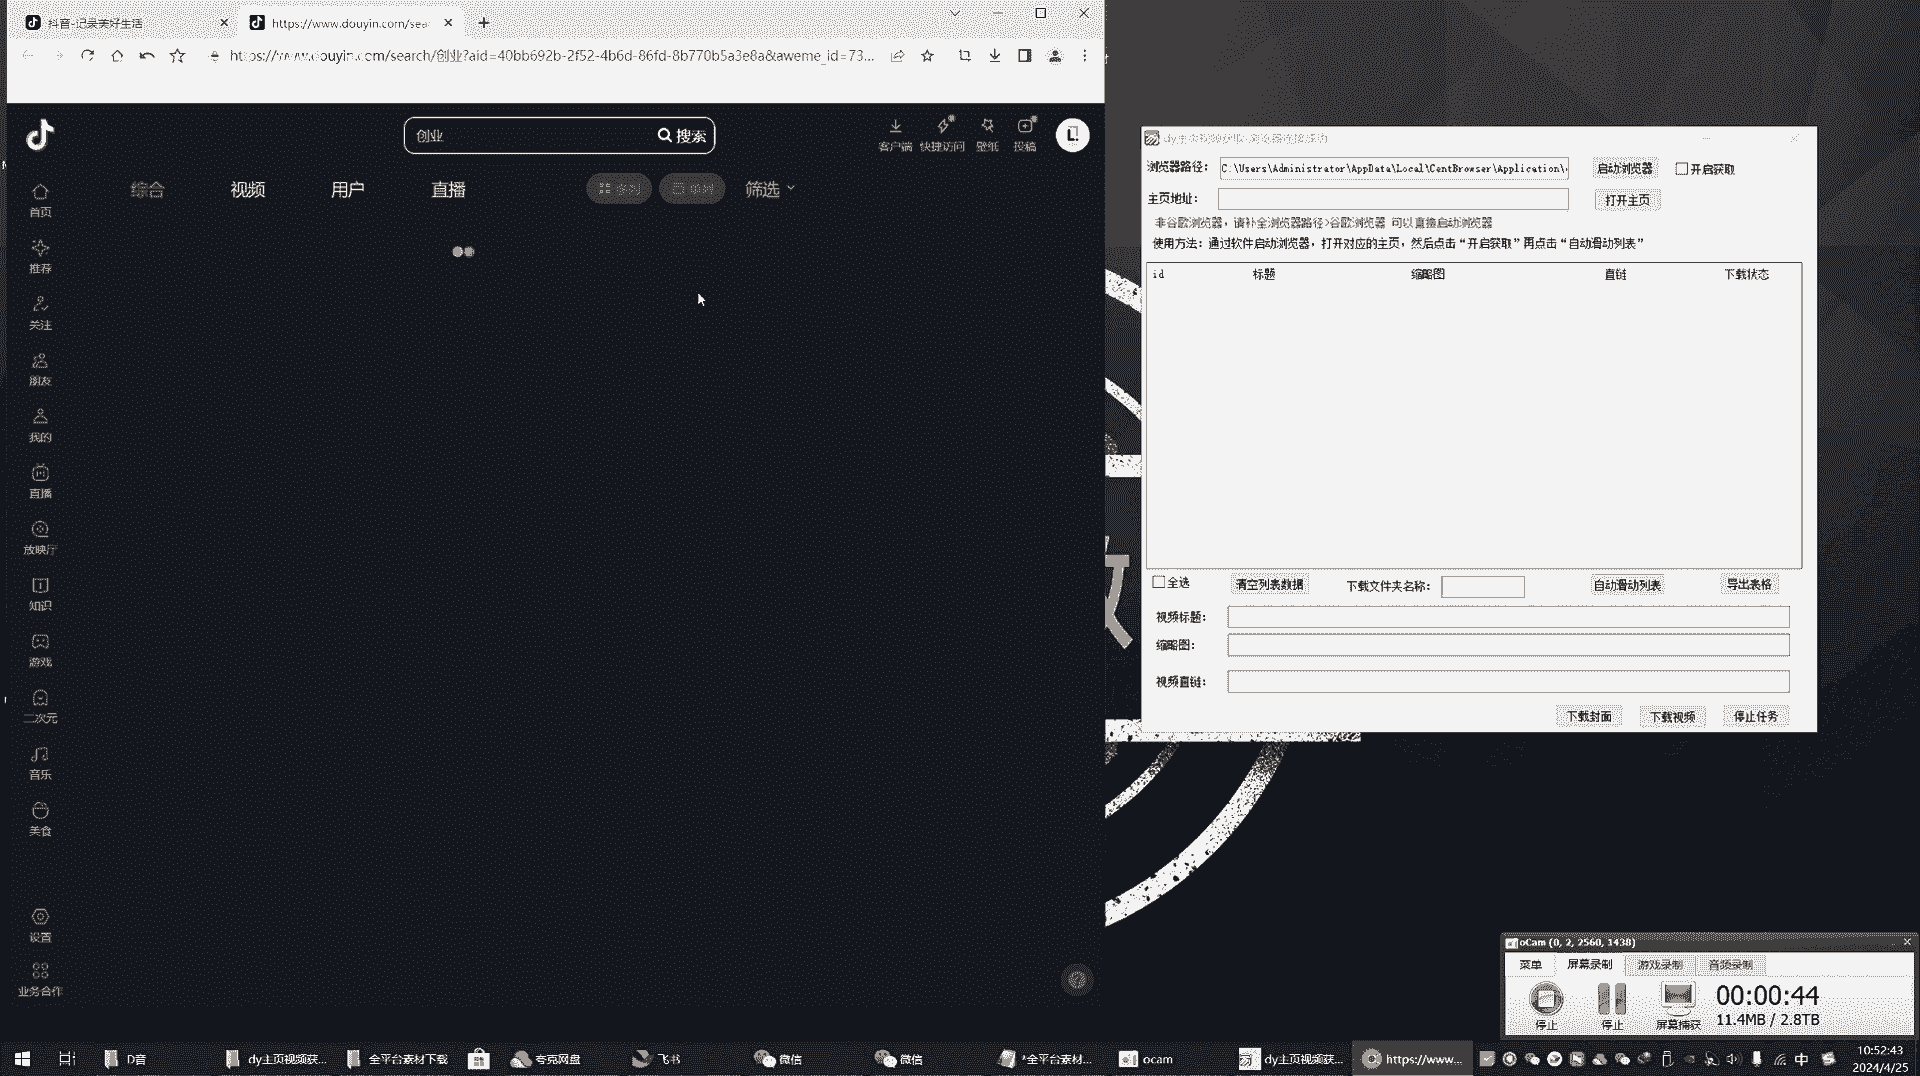 抖音-记录美好生活
https://www.douyin.com/sea
https://www.douyin.com/search/创业?aid=40bb692b-2f52-4b6d-86fd-8b770b5a3e8a&aweme_id=73...
创业
搜索
客户端 快捷访问 壁纸 投稿
综合 视频 用户 直播 多列 单列 筛选
首页
推荐
关注
朋友
我的
直播
放映厅
知识
游戏
二次元
音乐
美食
设置
业务合作
dy主页视频获取-浏览器连接成功
浏览器路径: C:\Users\Administrator\AppData\Local\CentBrowser\Application\ 启动浏览器 开启获取
主页地址: 打开主页
非谷歌浏览器，请补全浏览器路径>谷歌浏览器 可以直接启动浏览器
使用方法: 通过软件启动浏览器，打开对应的主页，然后点击“开启获取”再点击“自动滑动列表”
id 标题 缩略图 直链 下载状态
全选 清空列表数据 下载文件夹名称: 自动滑动列表 导出表格
视频标题:
缩略图:
视频直链:
下载封面 下载视频 停止任务
oCam (0, 2, 2560, 1438)
菜单 屏幕录制 游戏录制 音频录制
00:00:44
11.4MB / 2.8TB
停止 停止 屏幕捕获
D音 dy主页视频获... 全平台素材下载 夸克网盘 飞书 微信 微信 *全平台素材... ocam dy主页视频获... https://www... 中
10:52:43
2024/4/25